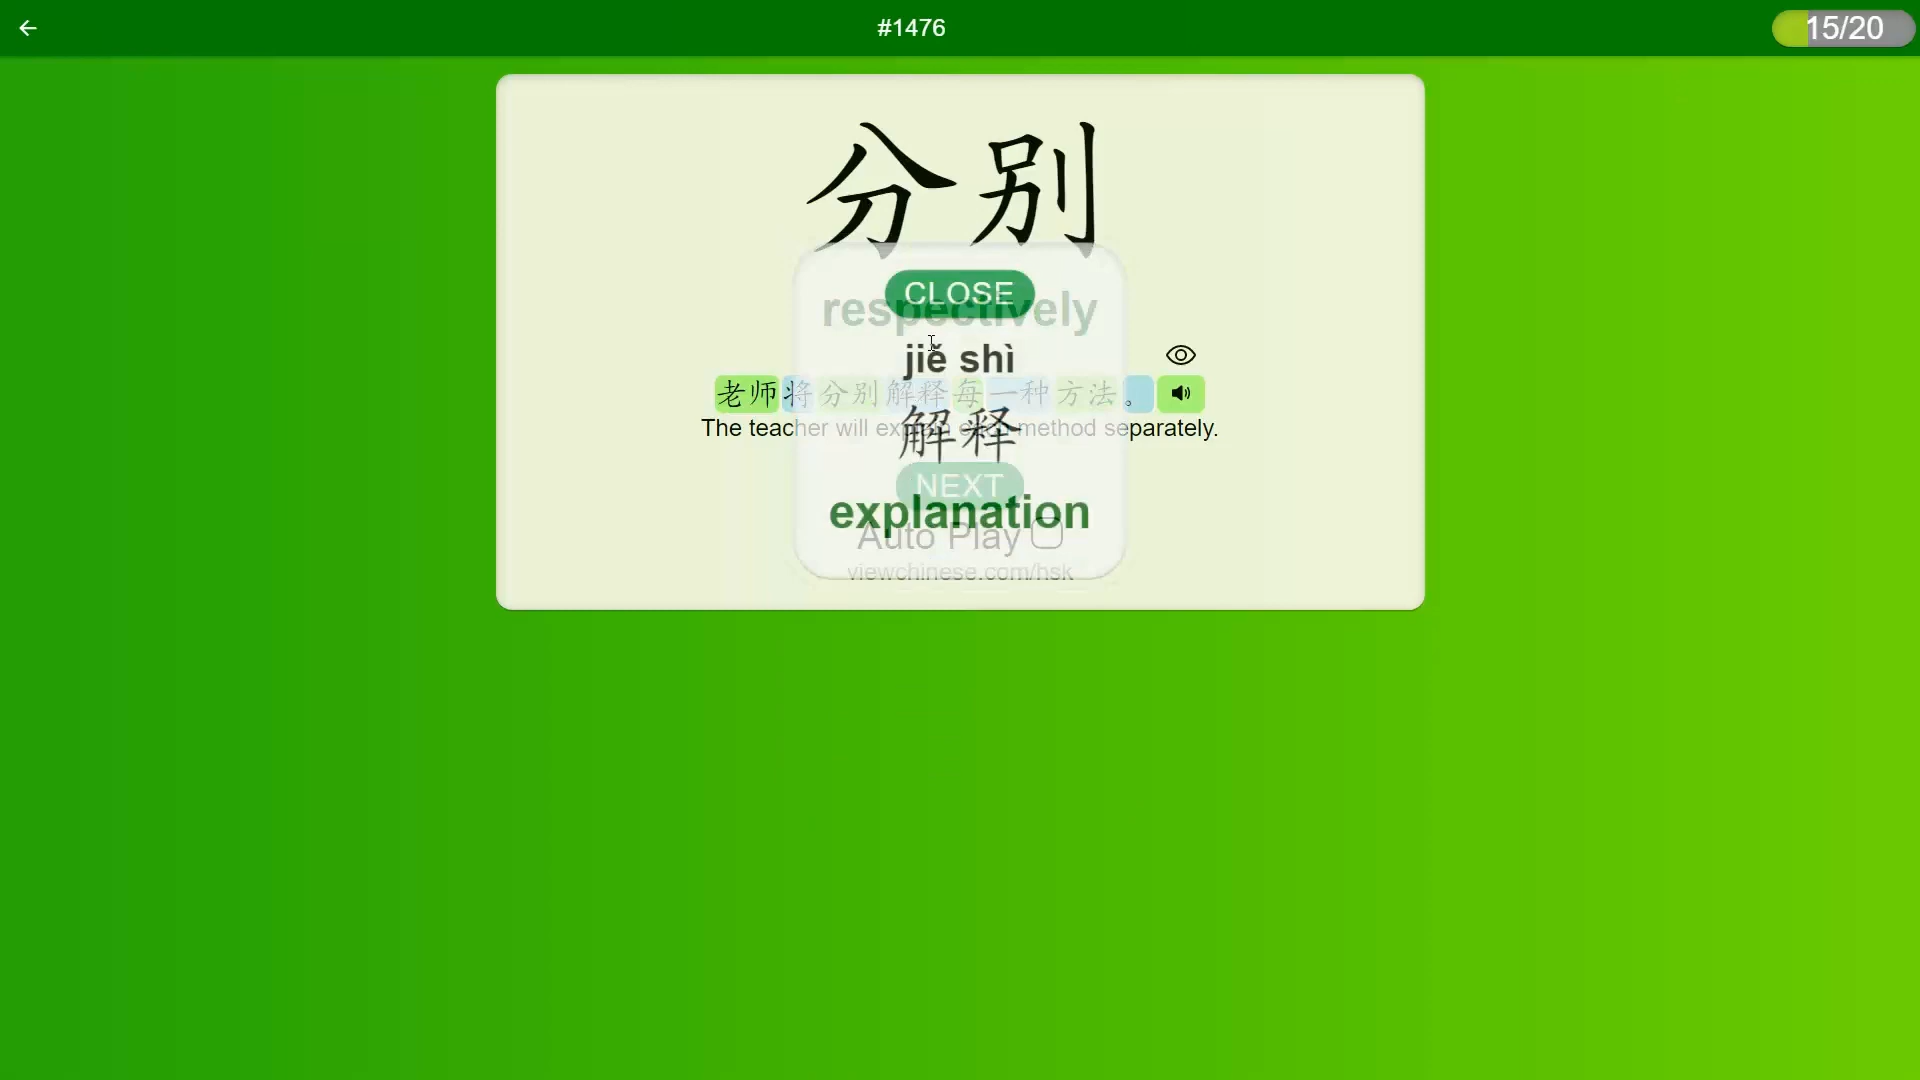 #1476
15/20
分别
CLOSE
respectively
jiě shì
老师将分别解释每一种方法。
The teacher will explain each method separately.
解释
NEXT
explanation
Auto Play
viewchinese.com/hsk